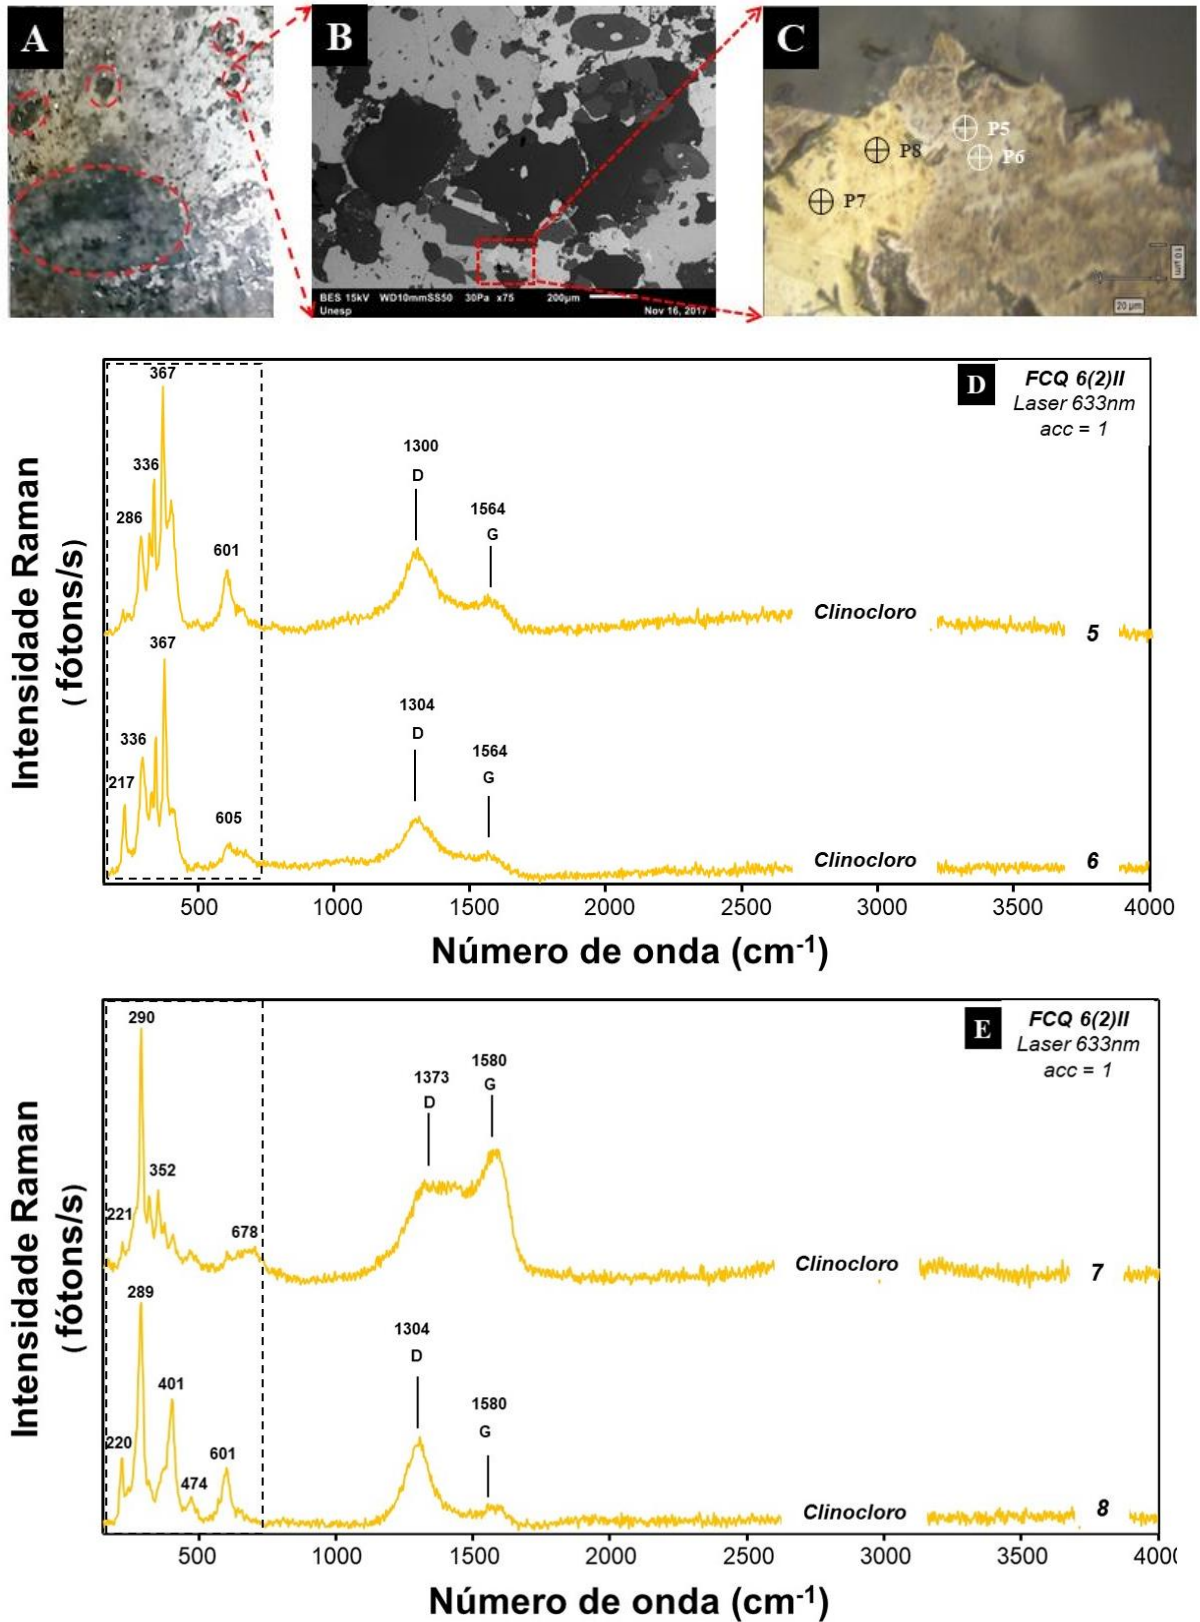 A
B
C
P5
P8
P6
P7
10 µm
20 µm
BES 15kV WD10mmSS50 30Pa x75 200µm
Unesp Nov 16, 2017
D
FCQ 6(2)II
Laser 633nm
acc = 1
367
336
286
601
1300
D
1564
G
Clinocloro
5
367
336
217
605
1304
D
1564
G
Clinocloro
6
Intensidade Raman
(fótons/s)
500 1000 1500 2000 2500 3000 3500 4000
Número de onda (cm-1)
E
FCQ 6(2)II
Laser 633nm
acc = 1
290
352
221
678
1373
D
1580
G
Clinocloro
7
289
401
220
474
601
1304
D
1580
G
Clinocloro
8
Intensidade Raman
(fótons/s)
500 1000 1500 2000 2500 3000 3500
Número de onda (cm-1)